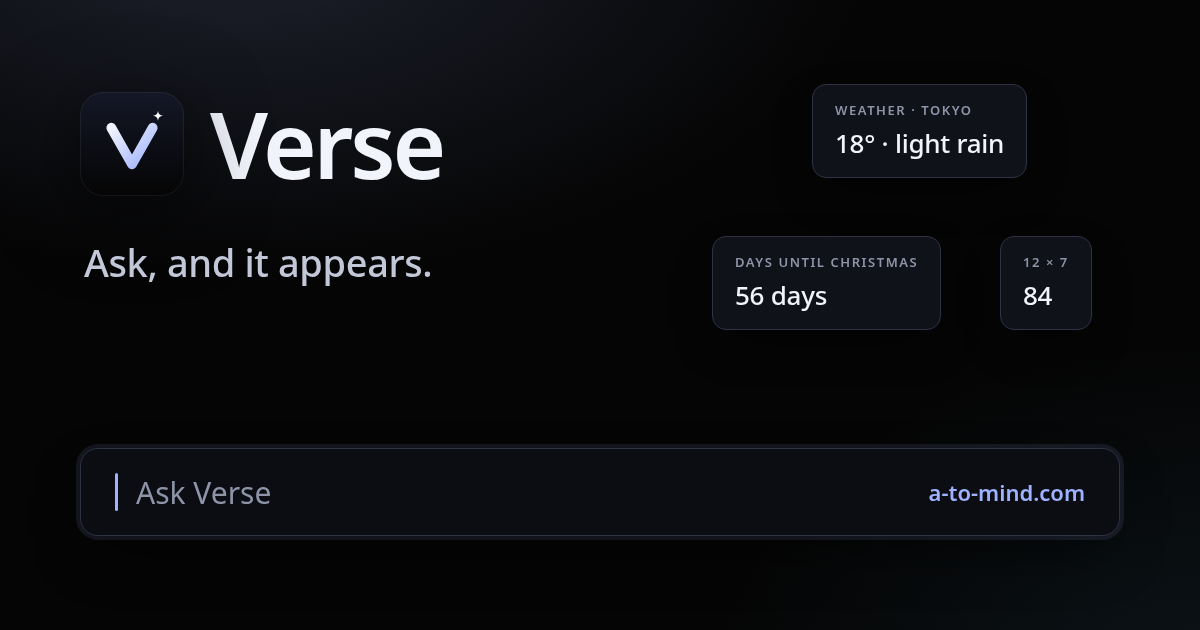 Verse
Ask, and it appears.
WEATHER · TOKYO
18° · light rain
DAYS UNTIL CHRISTMAS
56 days
12 × 7
84
Ask Verse
a-to-mind.com